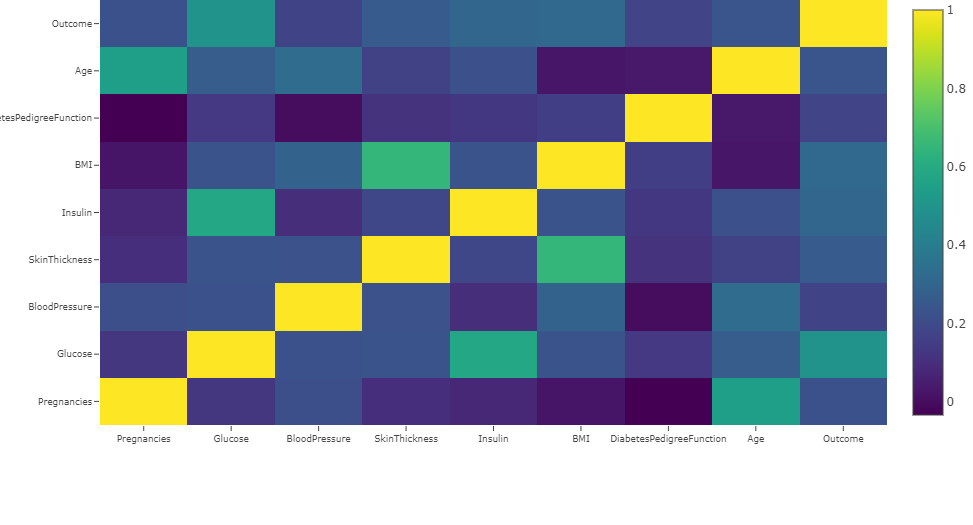 Outcome
Age
etesPedigreeFunction
BMI
Insulin
SkinThickness
BloodPressure
Glucose
Pregnancies
Pregnancies Glucose BloodPressure SkinThickness Insulin BMI DiabetesPedigreeFunction Age Outcome
1
0.8
0.6
0.4
0.2
0